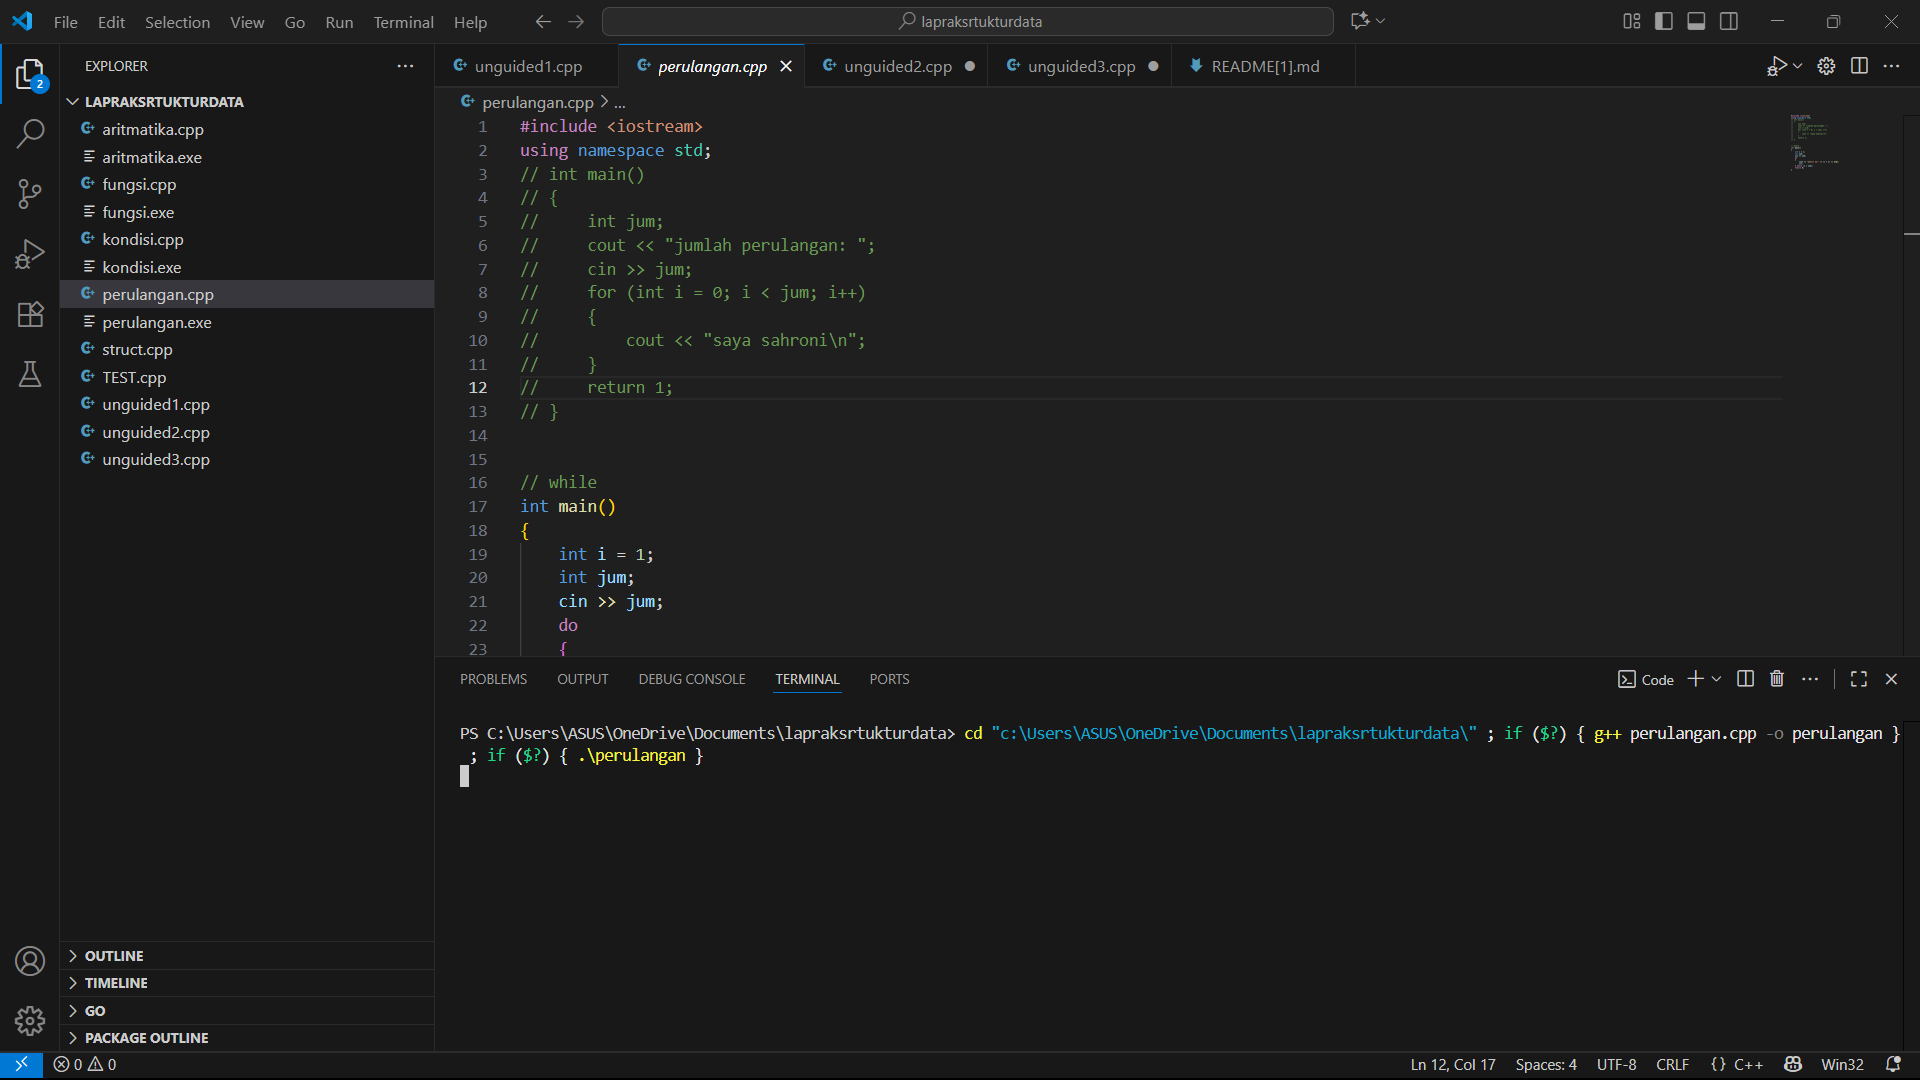 File Edit Selection View Go Run Terminal Help
lapraksrtukturdata
EXPLORER
2
LAPRAKSRTUKTURDATA
aritmatika.cpp
aritmatika.exe
fungsi.cpp
fungsi.exe
kondisi.cpp
kondisi.exe
perulangan.cpp
perulangan.exe
struct.cpp
TEST.cpp
unguided1.cpp
unguided2.cpp
unguided3.cpp
OUTLINE
TIMELINE
GO
PACKAGE OUTLINE
unguided1.cpp perulangan.cpp unguided2.cpp unguided3.cpp README[1].md
perulangan.cpp > ...
1 #include <iostream>
2 using namespace std;
3 // int main()
4 // {
5 //     int jum;
6 //     cout << "jumlah perulangan: ";
7 //     cin >> jum;
8 //     for (int i = 0; i < jum; i++)
9 //     {
10 //         cout << "saya sahroni\n";
11 //     }
12 //     return 1;
13 // }
14
15
16 // while
17 int main()
18 {
19     int i = 1;
20     int jum;
21     cin >> jum;
22     do
23     {
PROBLEMS OUTPUT DEBUG CONSOLE TERMINAL PORTS
Code
PS C:\Users\ASUS\OneDrive\Documents\lapraksrtukturdata> cd "c:\Users\ASUS\OneDrive\Documents\lapraksrtukturdata\" ; if ($?) { g++ perulangan.cpp -o perulangan }
; if ($?) { .\perulangan }
0 0
Ln 12, Col 17 Spaces: 4 UTF-8 CRLF {} C++ Win32